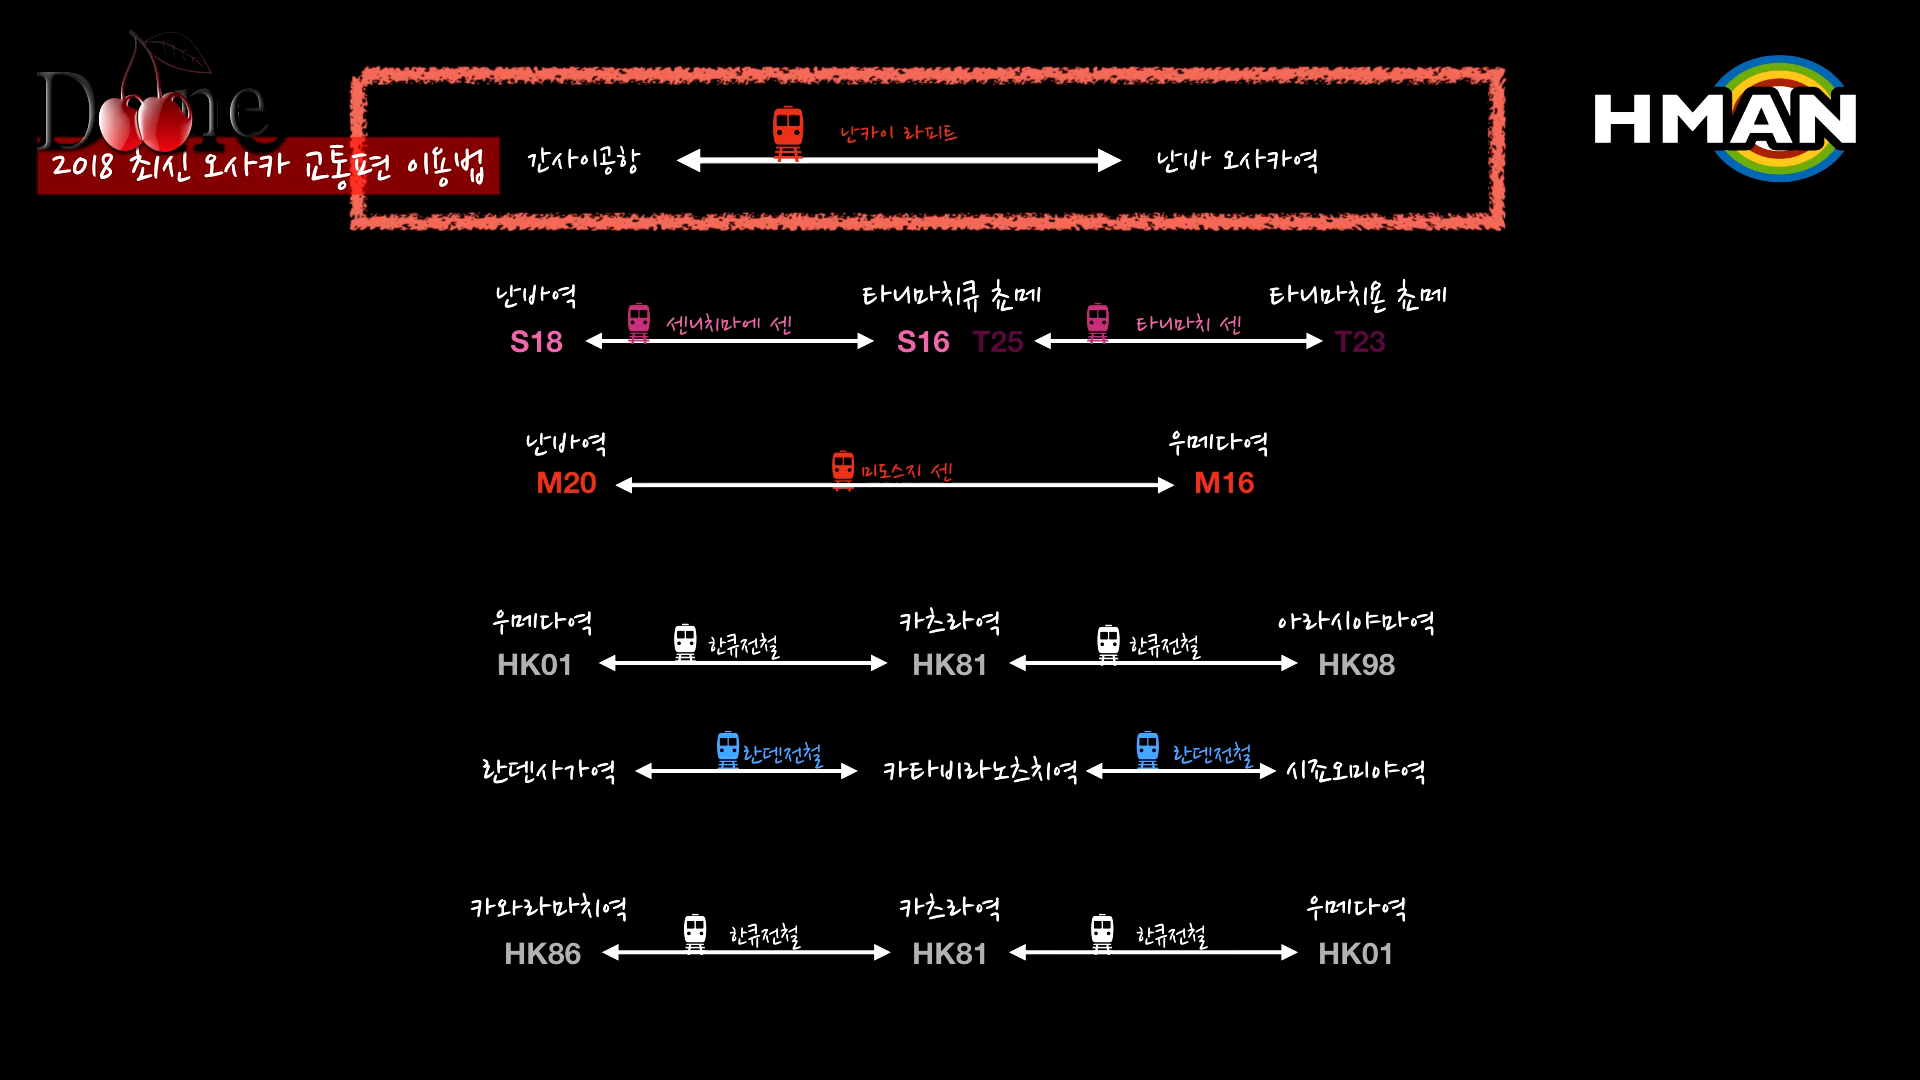 Done
2018 최신 오사카 교통편 이용법
HMAN
난카이 라피트
간사이공항 난바 오사카역
난바역 타니마치큐 쵸메 타니마치욘 쵸메
센니치마에 센 타니마치 센
S18 S16 T25 T23
난바역 우메다역
미도스지 센
M20 M16
우메다역 카츠라역 아라시야마역
한큐전철 한큐전철
HK01 HK81 HK98
란덴전철 란덴전철
란덴사가역 카타비라노츠치역 시죠오미야역
카와라마치역 카츠라역 우메다역
한큐전철 한큐전철
HK86 HK81 HK01